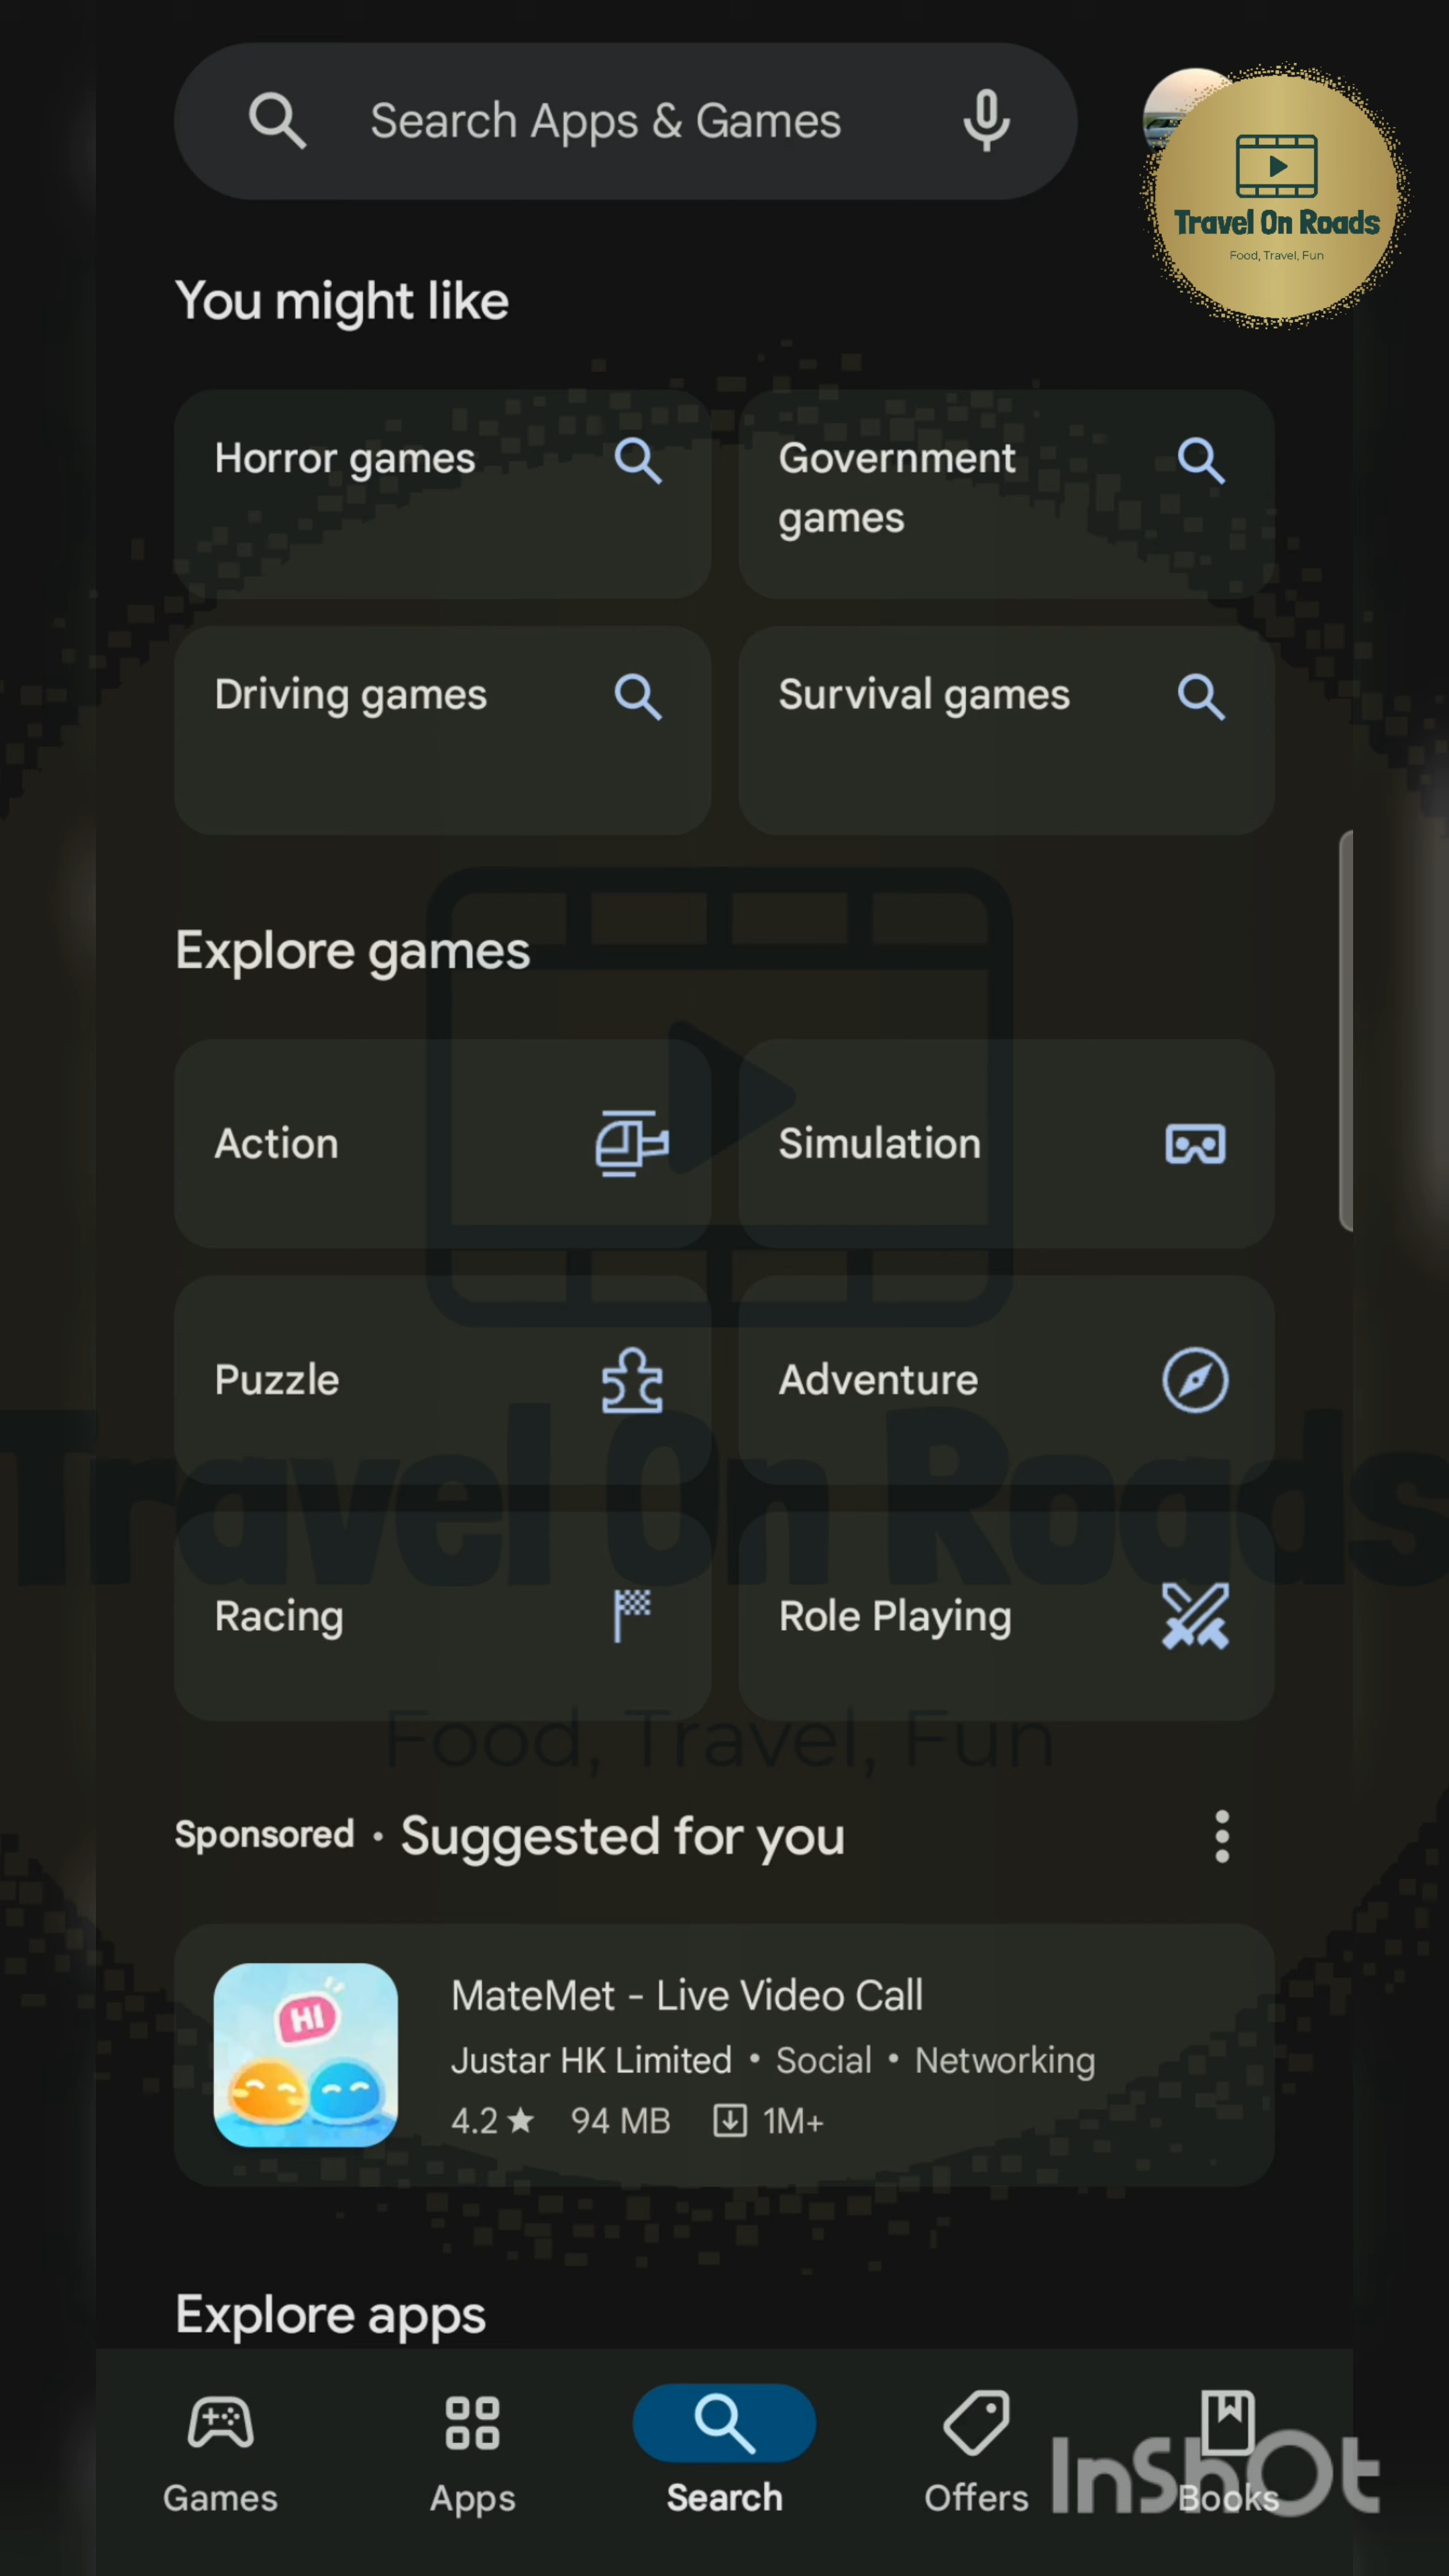 Search Apps & Games
Travel On Roads
Food, Travel, Fun
You might like
Horror games
Government
games
Driving games
Survival games
Explore games
Action
Simulation
Puzzle
Adventure
Travel On Roads
Racing
Role Playing
Food, Travel, Fun
Sponsored • Suggested for you
HI
MateMet - Live Video Call
Justar HK Limited • Social • Networking
4.2★ 94 MB 1M+
Explore apps
Games
Apps
Search
Offers
Books
InShOt